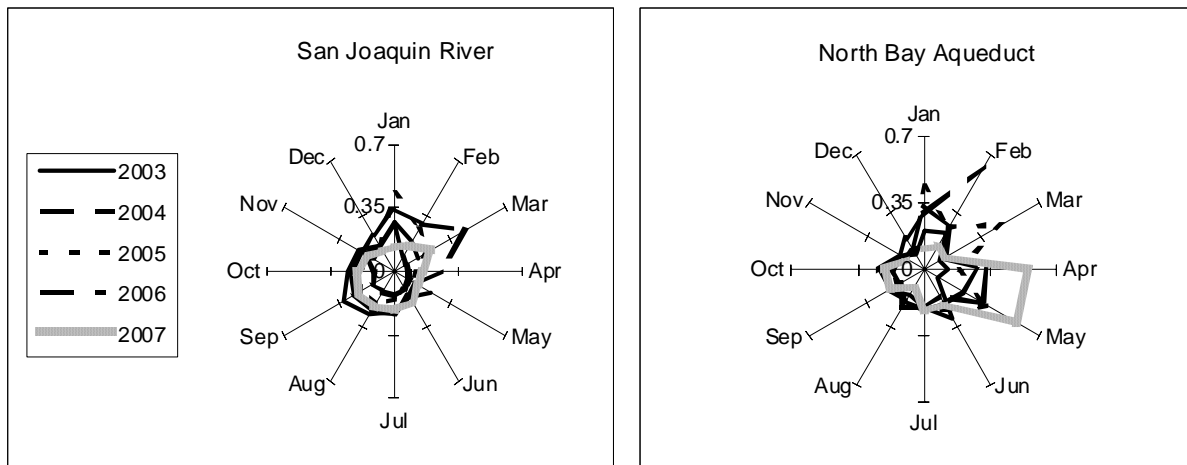 San Joaquin River
Jan
0.7
Dec
Feb
Nov
0.35
Mar
Oct
0
Apr
Sep
May
Aug
Jun
Jul
2003
2004
2005
2006
2007
North Bay Aqueduct
Jan
0.7
Dec
Feb
Nov
0.35
Mar
Oct
0
Apr
Sep
May
Aug
Jun
Jul